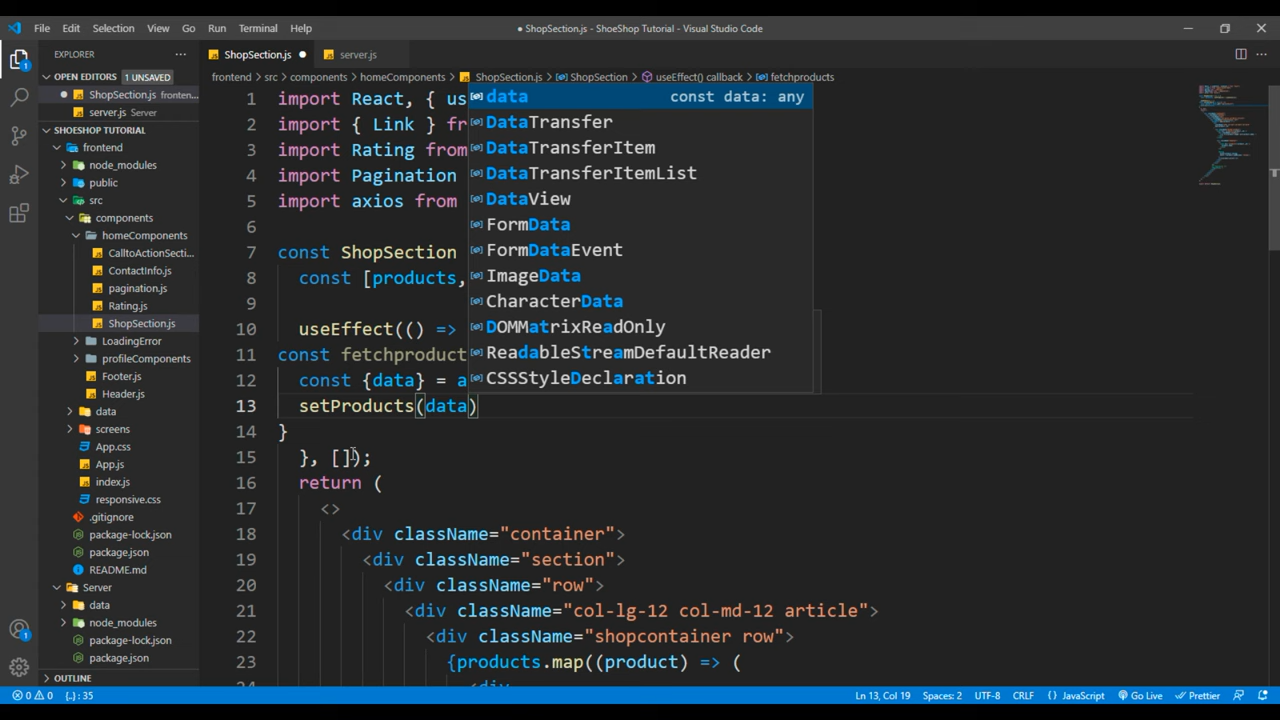 File Edit Selection View Go Run Terminal Help
● ShopSection.js - ShoeShop Tutorial - Visual Studio Code
EXPLORER
OPEN EDITORS 1 UNSAVED
ShopSection.js fronten...
server.js Server
SHOESHOP TUTORIAL
frontend
node_modules
public
src
components
homeComponents
CalltoActionSecti...
ContactInfo.js
pagination.js
Rating.js
ShopSection.js
LoadingError
profileComponents
Footer.js
Header.js
data
screens
App.css
App.js
index.js
responsive.css
.gitignore
package-lock.json
package.json
README.md
Server
data
node_modules
package-lock.json
package.json
OUTLINE
ShopSection.js ● server.js
frontend > src > components > homeComponents > ShopSection.js > ShopSection > useEffect() callback > fetchproducts
1 import React, { us
2 import { Link } fr
3 import Rating from
4 import Pagination
5 import axios from
6
7 const ShopSection
8 const [products,
9
10 useEffect(() =>
11 const fetchproduct
12 const {data} = a
13 setProducts(data)
14 }
15 }, []);
16 return (
17 <>
18 <div className="container">
19 <div className="section">
20 <div className="row">
21 <div className="col-lg-12 col-md-12 article">
22 <div className="shopcontainer row">
23 {products.map((product) => (
24 <div
data const data: any
DataTransfer
DataTransferItem
DataTransferItemList
DataView
FormData
FormDataEvent
ImageData
CharacterData
DOMMatrixReadOnly
ReadableStreamDefaultReader
CSSStyleDeclaration
0 0 {..}: 35
Ln 13, Col 19 Spaces: 2 UTF-8 CRLF {} JavaScript Go Live Prettier